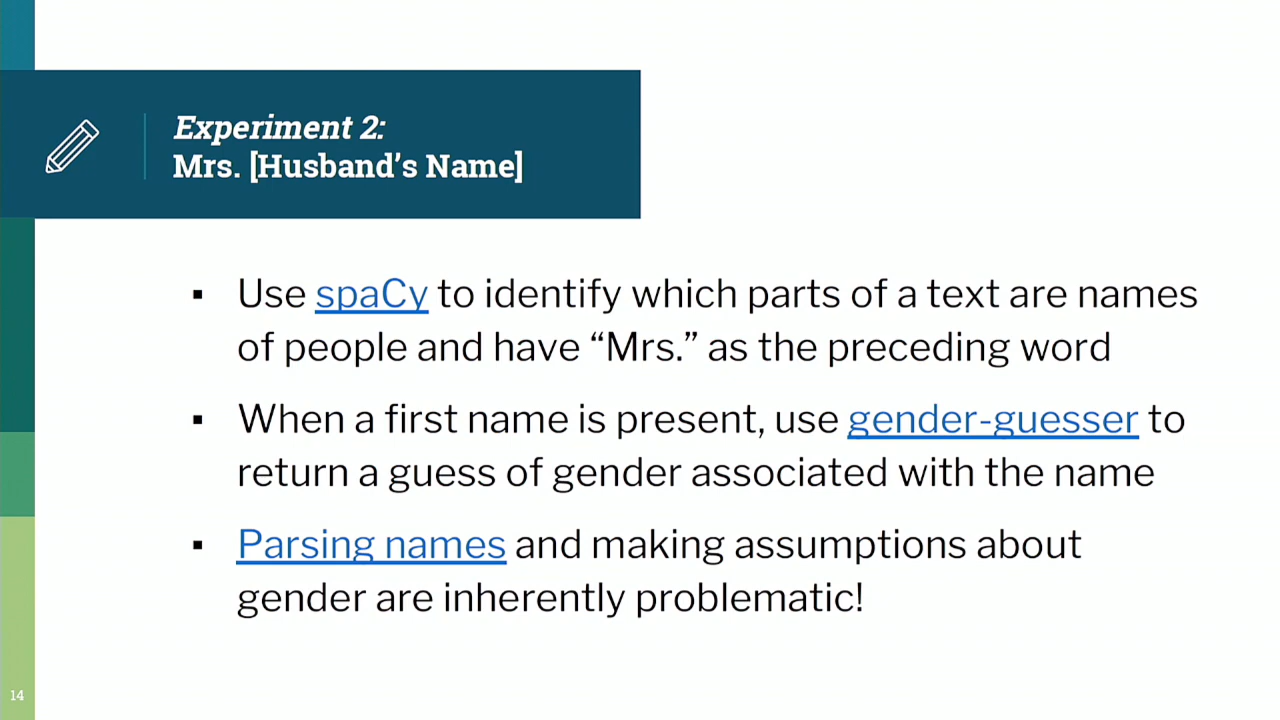 Experiment 2:
Mrs. [Husband’s Name]
▪ Use spaCy to identify which parts of a text are names
of people and have “Mrs.” as the preceding word
▪ When a first name is present, use gender-guesser to
return a guess of gender associated with the name
▪ Parsing names and making assumptions about
gender are inherently problematic!
14